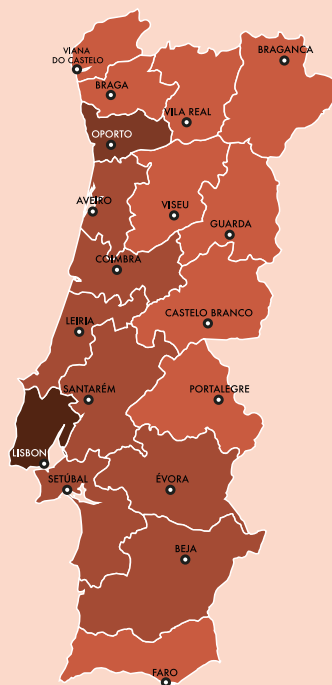 VIANA
DO CASTELO
BRAGANCA
BRAGA
VILA REAL
OPORTO
AVEIRO
VISEU
GUARDA
COIMBRA
CASTELO BRANCO
LEIRIA
SANTARÉM
PORTALEGRE
LISBON
SETÚBAL
ÉVORA
BEJA
FARO